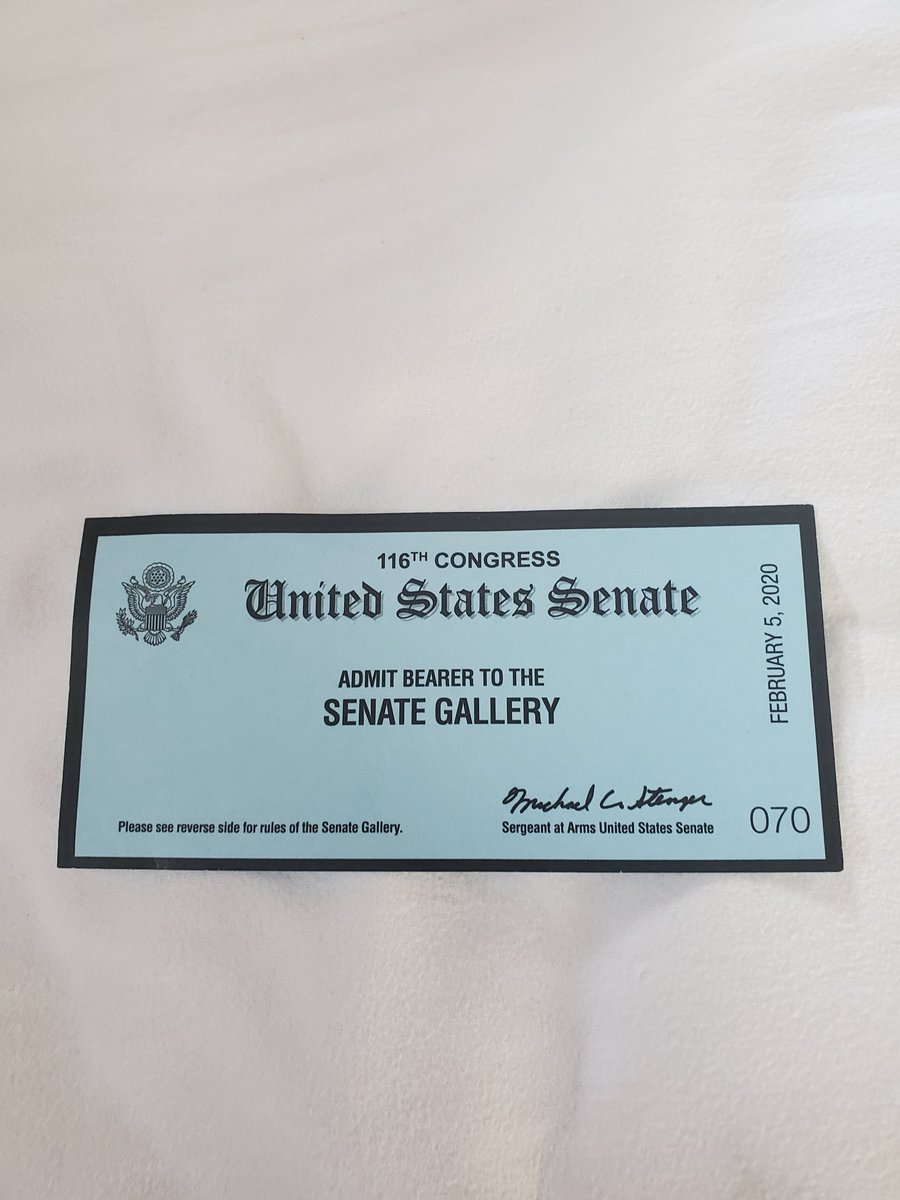 116TH CONGRESS
United States Senate
ADMIT BEARER TO THE
SENATE GALLERY
FEBRUARY 5, 2020
Michael C. Stenger
Please see reverse side for rules of the Senate Gallery.
Sergeant at Arms United States Senate
070